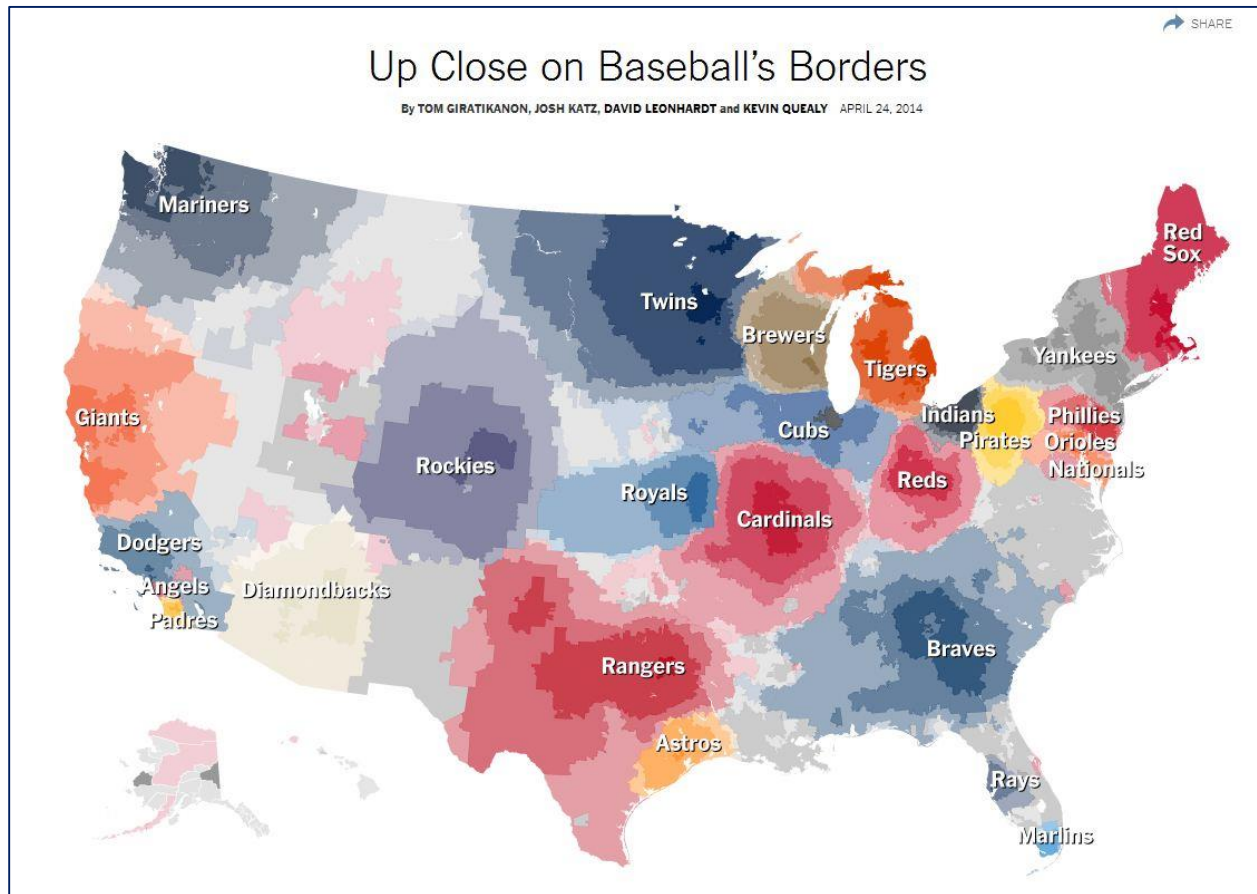 SHARE
Up Close on Baseball's Borders
By TOM GIRATIKANON, JOSH KATZ, DAVID LEONHARDT and KEVIN QUEALY APRIL 24, 2014
Mariners
Red
Sox
Twins
Brewers
Tigers
Yankees
Giants
Indians
Phillies
Pirates
Orioles
Cubs
Nationals
Rockies
Reds
Royals
Cardinals
Dodgers
Angels
Diamondbacks
Padres
Braves
Rangers
Astros
Rays
Marlins